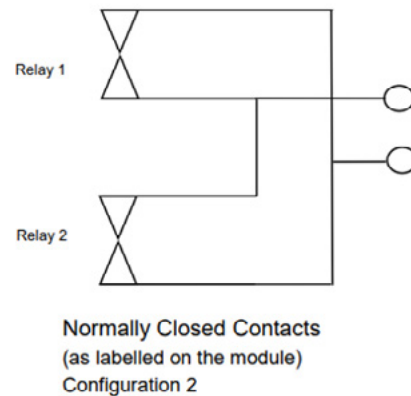 Relay 1
Relay 2
Normally Closed Contacts
(as labelled on the module)
Configuration 2